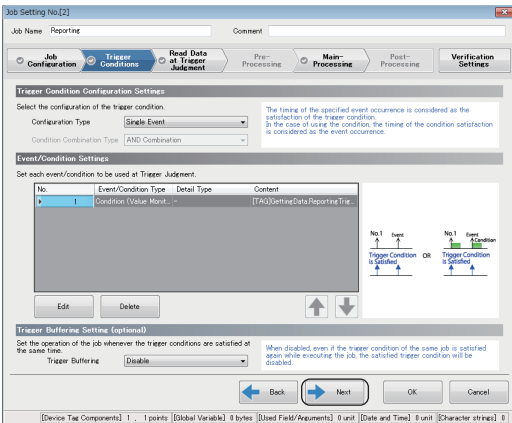 Job Setting No.[2]
Job Name Reporting Comment
Job Configuration
Trigger Conditions
Read Data at Trigger Judgment
Pre-Processing
Main-Processing
Post-Processing
Verification Settings
Trigger Condition Configuration Settings
Select the configuration of the trigger condition.
Configuration Type Single Event
Condition Combination Type AND Combination
The timing of the specified event occurrence is considered as the
satisfaction of the trigger condition.
In the case of using the condition, the timing of the condition satisfaction
is considered as the event occurrence.
Event/Condition Settings
Set each event/condition to be used at Trigger Judgment.
No. Event/Condition Type Detail Type Content
1 Condition (Value Monit... - [TAG]GettingData.ReportingTrig...
No.1 Event
Trigger Condition
is Satisfied
OR
No.1 Event
Condition
Trigger Condition
is Satisfied
Edit Delete
Trigger Buffering Setting (optional)
Set the operation of the job whenever the trigger conditions are satisfied at
the same time.
Trigger Buffering Disable
When disabled, even if the trigger condition of the same job is satisfied
again while executing the job, the satisfied trigger condition will be
disabled.
Back Next OK Cancel
[Device Tag Components] 1 , 1 points [Global Variable] 0 bytes [Used Field/Arguments] 0 unit [Date and Time] 0 unit [Character strings] 0